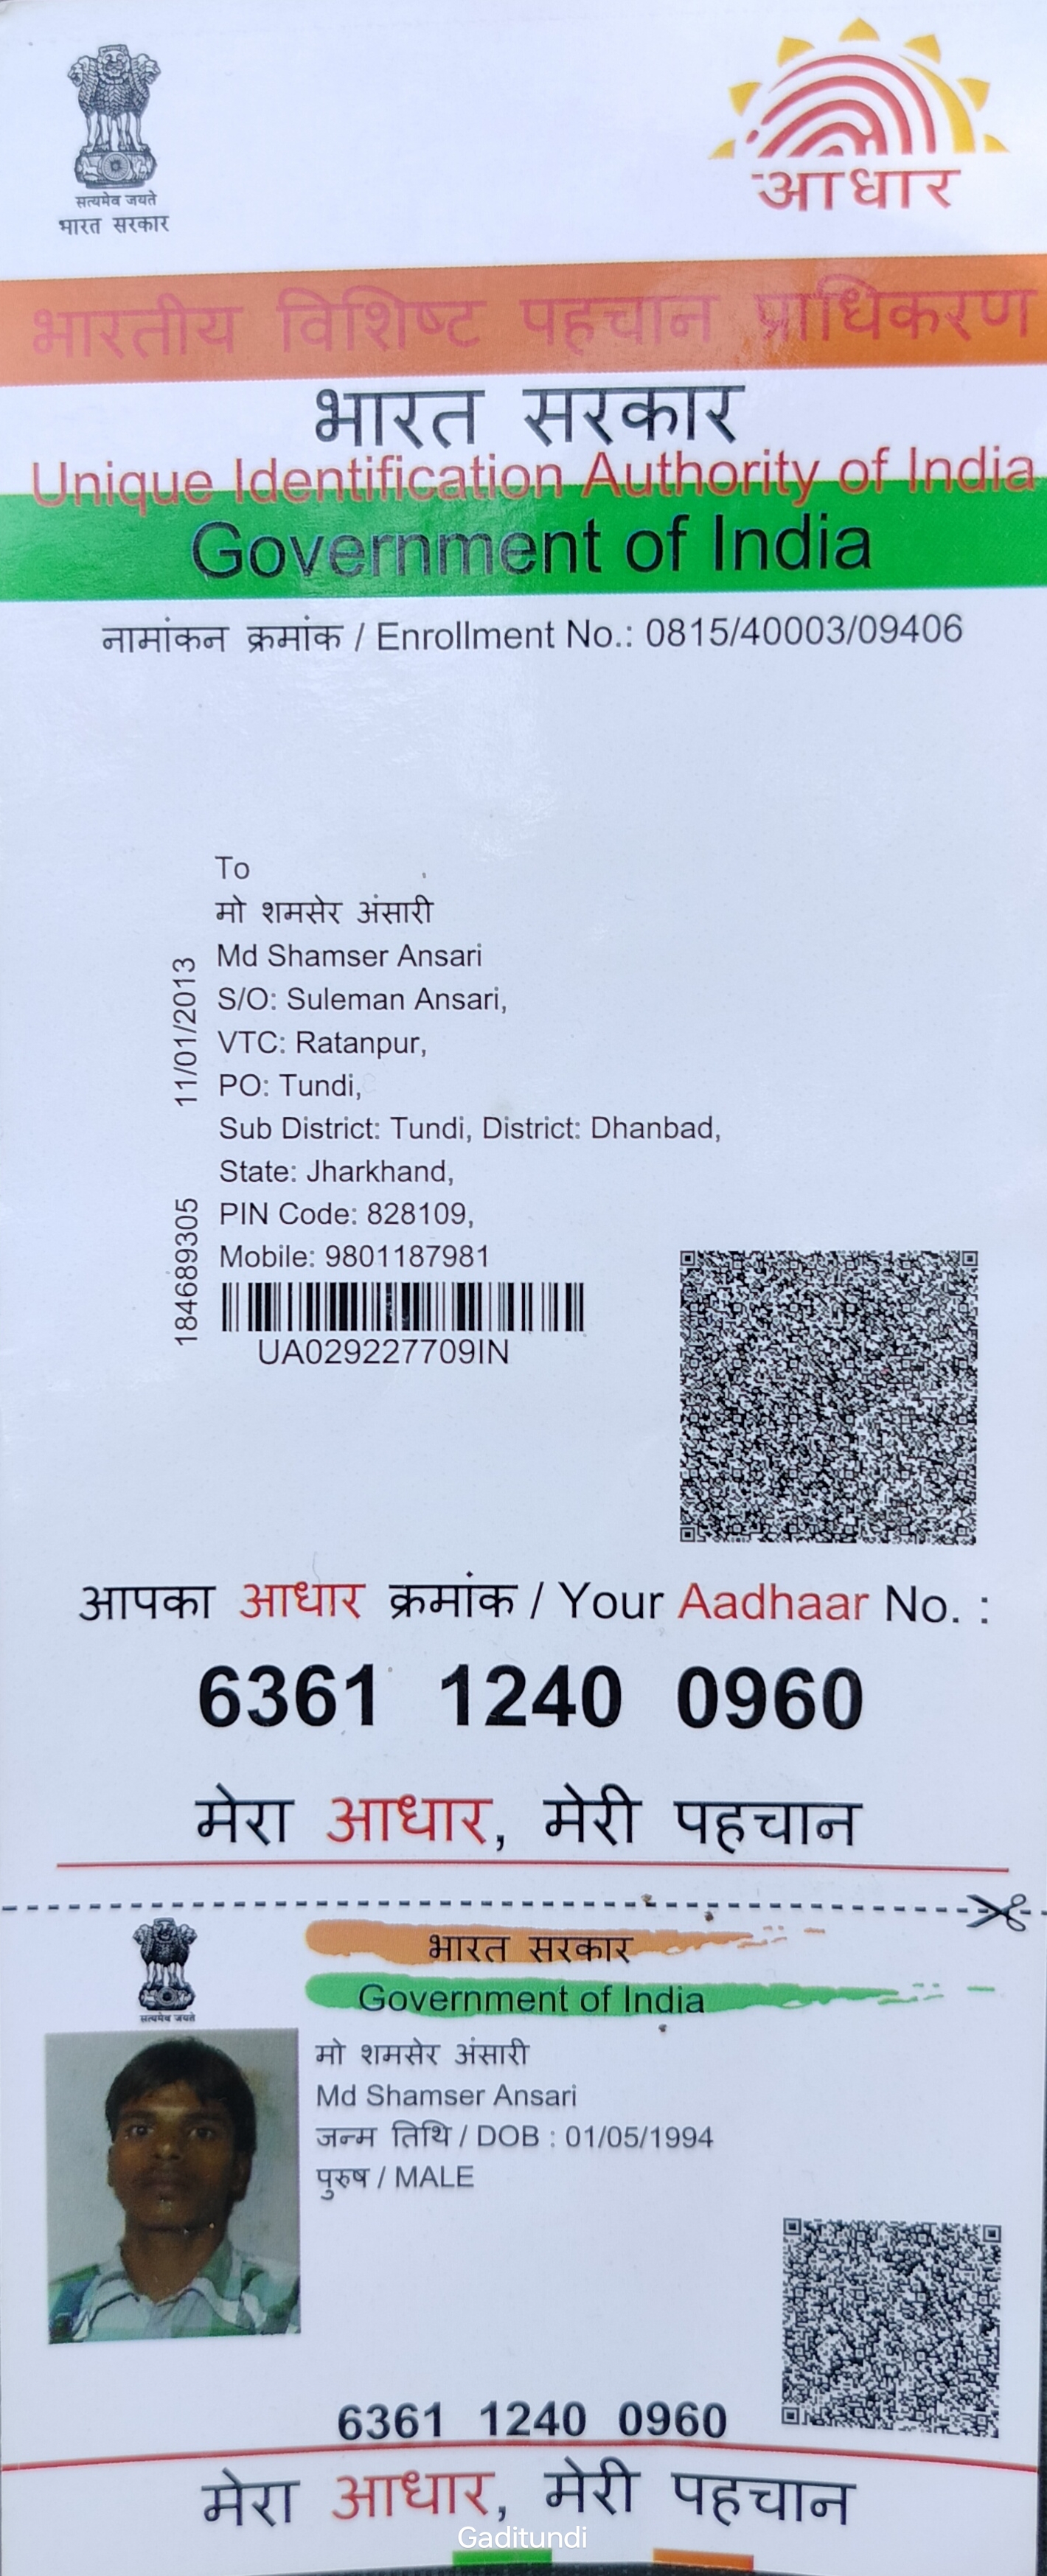 सत्यमेव जयते
भारत सरकार
आधार
भारतीय विशिष्ट पहचान प्राधिकरण
भारत सरकार
Unique Identification Authority of India
Government of India
नामांकन क्रमांक / Enrollment No.: 0815/40003/09406
To
मो शमसेर अंसारी
Md Shamser Ansari
S/O: Suleman Ansari,
VTC: Ratanpur,
PO: Tundi,
Sub District: Tundi, District: Dhanbad,
State: Jharkhand,
PIN Code: 828109,
Mobile: 9801187981
11/01/2013
184689305
UA029227709IN
आपका आधार क्रमांक / Your Aadhaar No. :
6361 1240 0960
मेरा आधार, मेरी पहचान
सत्यमेव जयते
भारत सरकार
Government of India
मो शमसेर अंसारी
Md Shamser Ansari
जन्म तिथि / DOB : 01/05/1994
पुरुष / MALE
6361 1240 0960
मेरा आधार, मेरी पहचान
Gaditundi